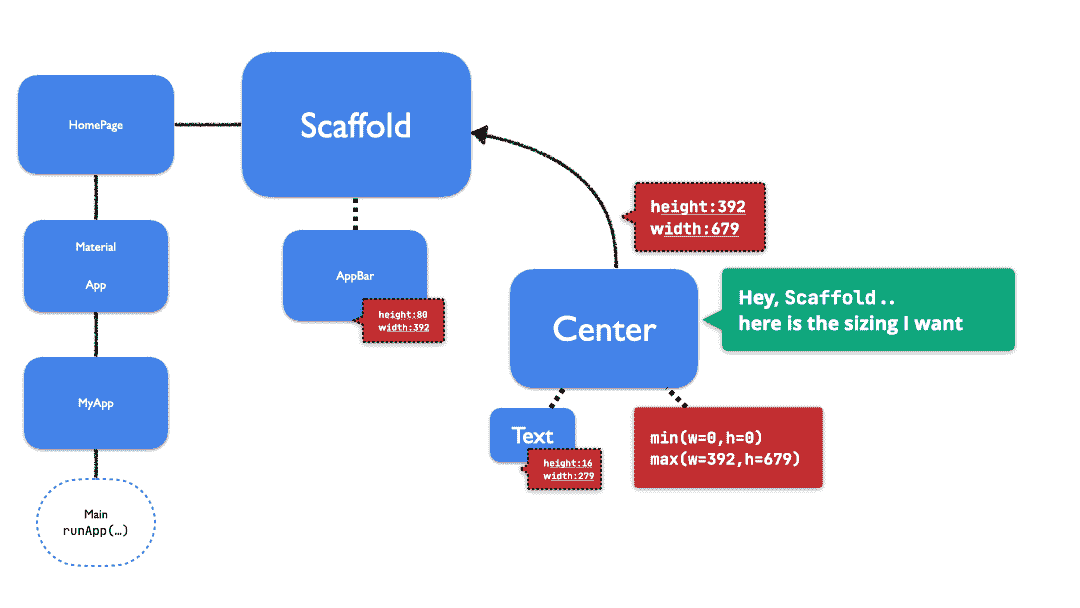 HomePage
Scaffold
height:392
width:679
Material
App
AppBar
height:80
width:392
Hey, Scaffold..
here is the sizing I want
Center
MyApp
Text
height:16
width:279
min(w=0,h=0)
max(w=392,h=679)
Main
runApp(…)